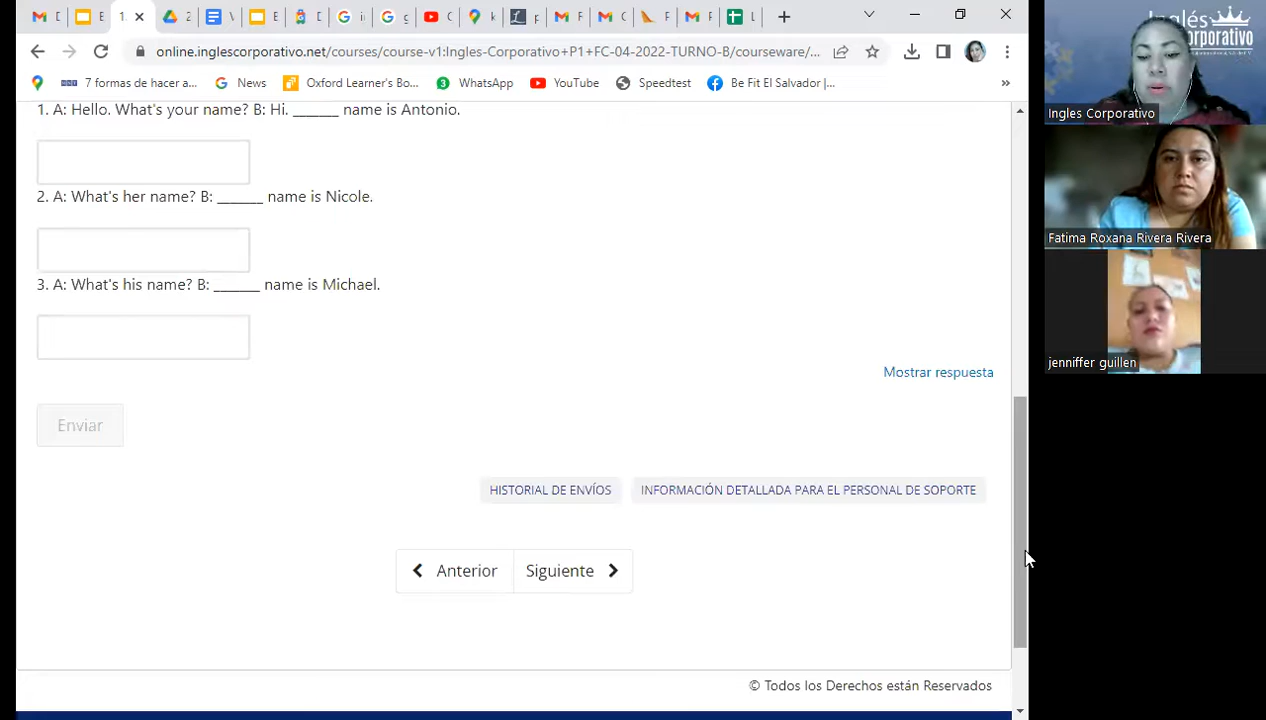 1.
online.inglescorporativo.net/courses/course-v1:Ingles-Corporativo+P1+FC-04-2022-TURNO-B/courseware/...
7 formas de hacer a...
News
Oxford Learner's Bo...
WhatsApp
YouTube
Speedtest
Be Fit El Salvador |...
»
1. A: Hello. What's your name? B: Hi. ______ name is Antonio.
2. A: What's her name? B: ______ name is Nicole.
3. A: What's his name? B: ______ name is Michael.
Mostrar respuesta
Enviar
HISTORIAL DE ENVÍOS
INFORMACIÓN DETALLADA PARA EL PERSONAL DE SOPORTE
Anterior
Siguiente
© Todos los Derechos están Reservados
Inglés
Corporativo
Ingles Corporativo
Fatima Roxana Rivera Rivera
jenniffer guillen